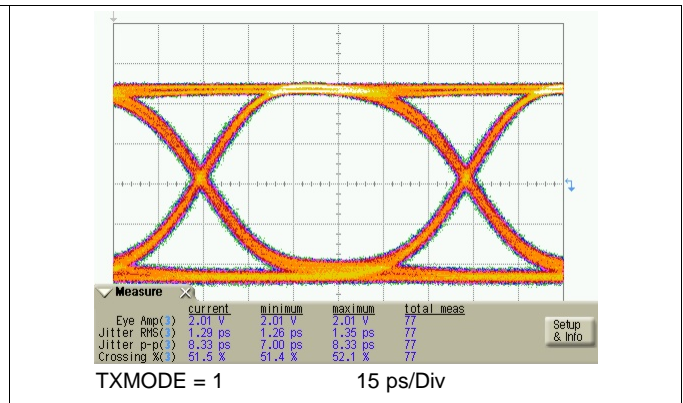 Measure
current minimum maximum total meas
Eye Amp(3) 2.01 V 2.01 V 2.01 V 77
Jitter RMS(3) 1.29 ps 1.26 ps 1.35 ps 77
Jitter p-p(3) 8.33 ps 7.00 ps 8.33 ps 77
Crossing %(3) 51.5 % 51.4 % 52.1 % 77
Setup
& Info
TXMODE = 1 15 ps/Div